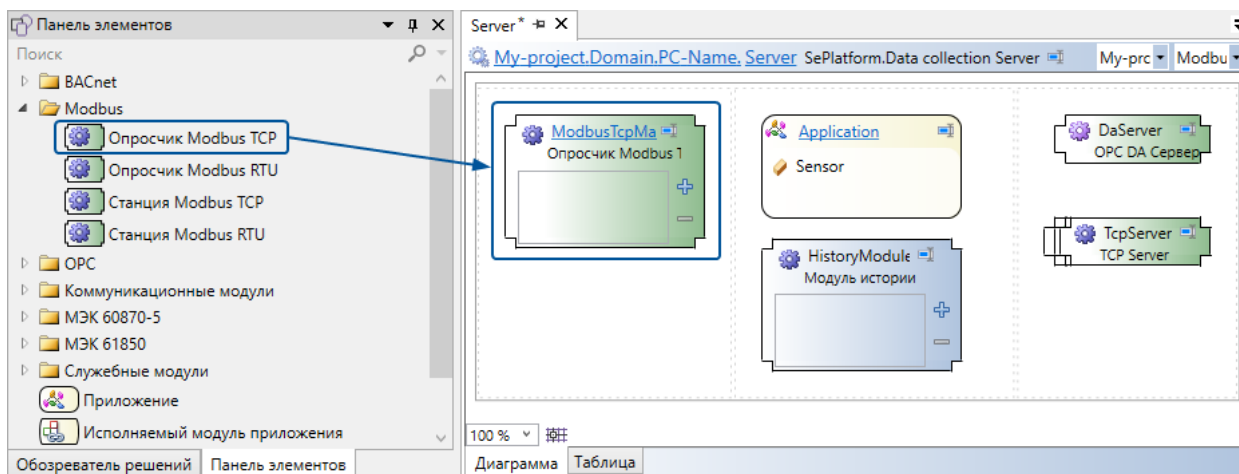 Панель элементов
Поиск
BACnet
Modbus
Опросчик Modbus TCP
Опросчик Modbus RTU
Станция Modbus TCP
Станция Modbus RTU
OPC
Коммуникационные модули
МЭК 60870-5
МЭК 61850
Служебные модули
Приложение
Исполняемый модуль приложения
Обозреватель решений Панель элементов
Server*
My-project.Domain.PC-Name. Server SePlatform.Data collection Server My-prc Modbu
ModbusTcpMa
Опросчик Modbus T
Application
Sensor
HistoryModule
Модуль истории
DaServer
OPC DA Сервер
TcpServer
TCP Server
100 %
Диаграмма Таблица